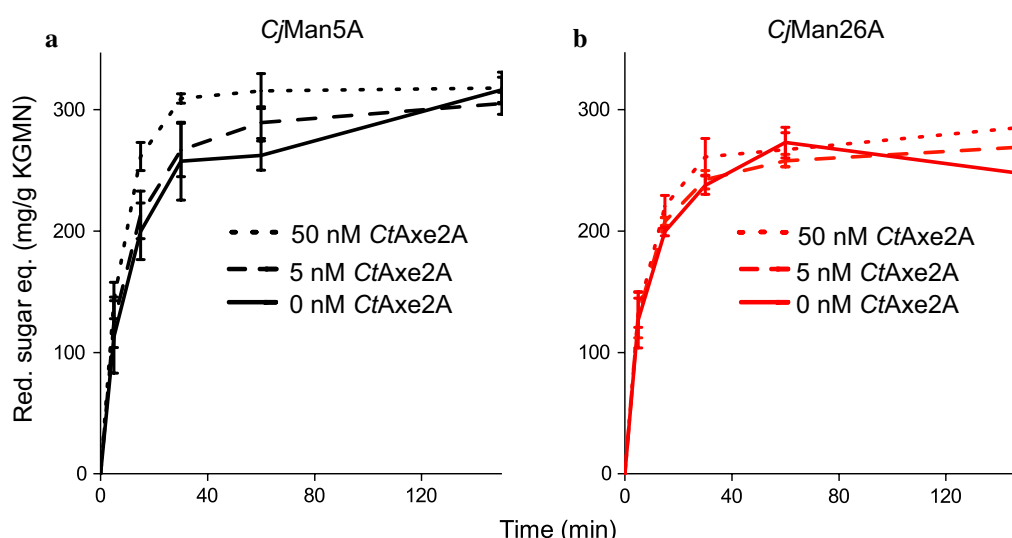 a
CjMan5A
Red. sugar eq. (mg/g KGMN)
300
200
100
0
50 nM CtAxe2A
5 nM CtAxe2A
0 nM CtAxe2A
0
40
80
120
b
CjMan26A
300
200
100
0
50 nM CtAxe2A
5 nM CtAxe2A
0 nM CtAxe2A
0
40
80
120
Time (min)